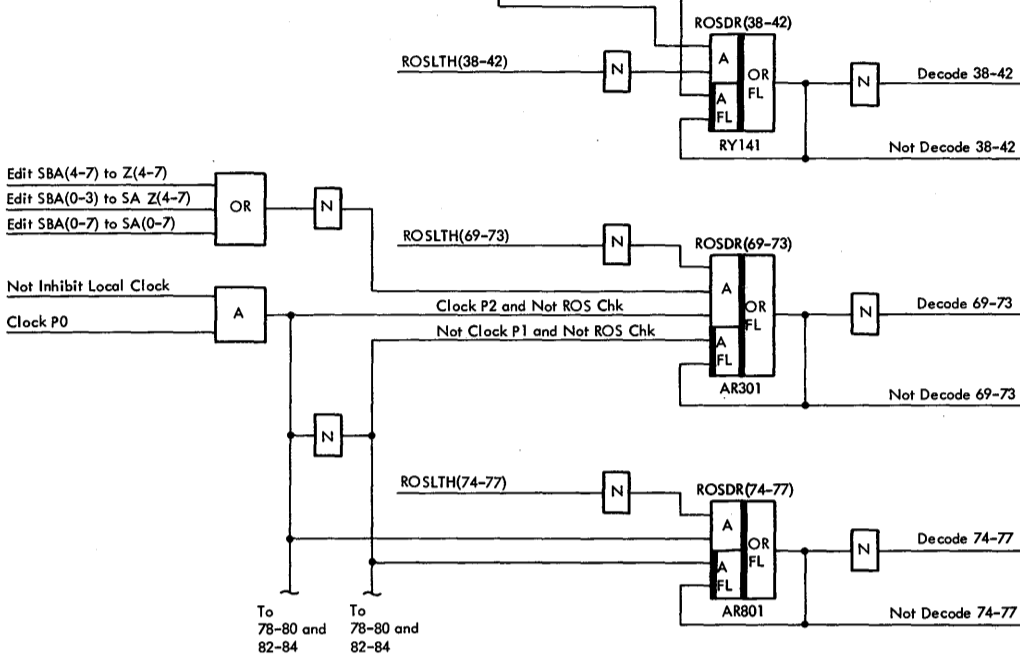 ROSDR(38-42)
ROSLTH(38-42)
N
A
OR
FL
A
FL
N
Decode 38-42
RY141
Not Decode 38-42
Edit SBA(4-7) to Z(4-7)
Edit SBA(0-3) to SA Z(4-7)
Edit SBA(0-7) to SA(0-7)
OR
N
ROSLTH(69-73)
N
ROSDR(69-73)
Not Inhibit Local Clock
Clock P0
A
Clock P2 and Not ROS Chk
Not Clock P1 and Not ROS Chk
A
OR
FL
A
FL
N
Decode 69-73
AR301
Not Decode 69-73
N
ROSLTH(74-77)
N
ROSDR(74-77)
A
OR
FL
A
FL
N
Decode 74-77
AR801
Not Decode 74-77
To
78-80 and
82-84
To
78-80 and
82-84